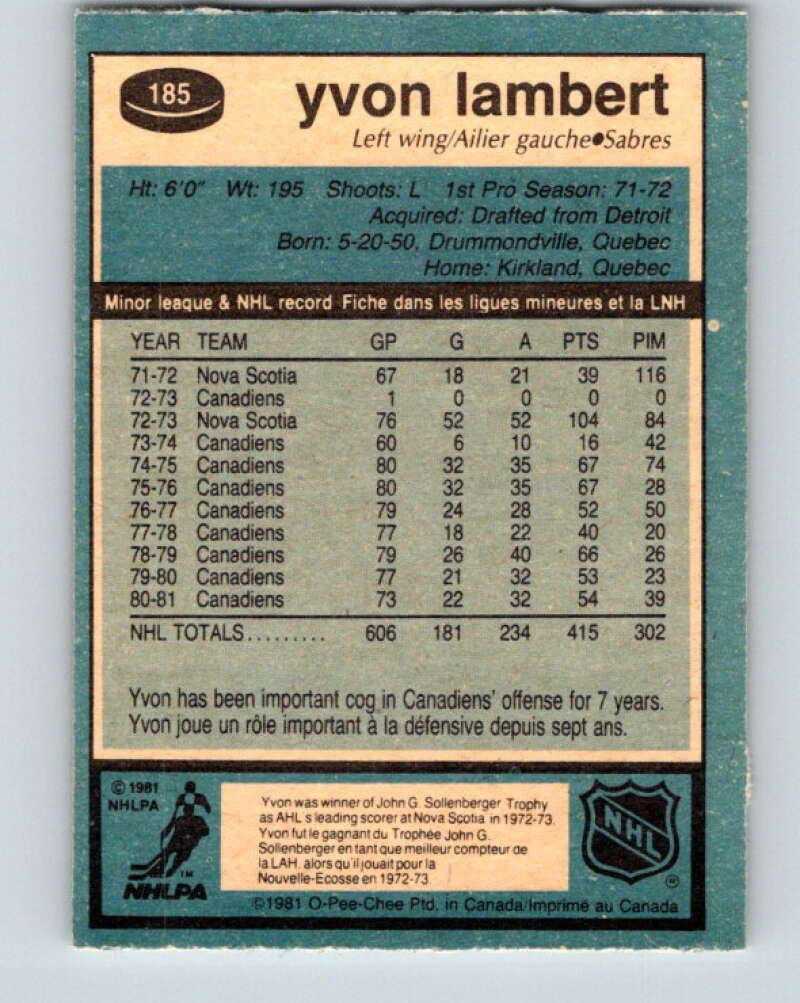 185
yvon lambert
Left wing/Ailier gauche●Sabres
Ht: 6'0" Wt: 195 Shoots: L 1st Pro Season: 71-72
Acquired: Drafted from Detroit
Born: 5-20-50, Drummondville, Quebec
Home: Kirkland, Quebec
Minor league & NHL record Fiche dans les ligues mineures et la LNH
YEAR TEAM GP G A PTS PIM
71-72 Nova Scotia 67 18 21 39 116
72-73 Canadiens 1 0 0 0 0
72-73 Nova Scotia 76 52 52 104 84
73-74 Canadiens 60 6 10 16 42
74-75 Canadiens 80 32 35 67 74
75-76 Canadiens 80 32 35 67 28
76-77 Canadiens 79 24 28 52 50
77-78 Canadiens 77 18 22 40 20
78-79 Canadiens 79 26 40 66 26
79-80 Canadiens 77 21 32 53 23
80-81 Canadiens 73 22 32 54 39
NHL TOTALS......... 606 181 234 415 302
Yvon has been important cog in Canadiens' offense for 7 years.
Yvon joue un rôle important à la défensive depuis sept ans.
© 1981
NHLPA
TM
NHLPA
Yvon was winner of John G. Sollenberger Trophy
as AHL s leading scorer at Nova Scotia in 1972-73.
Yvon fut le gagnant du Trophée John G.
Sollenberger en tant que meilleur compteur de
la LAH. alors qu'il jouait pour la
Nouvelle-Ecosse en 1972-73.
NHL
®
©1981 O-Pee-Chee Ptd. in Canada/Imprimé au Canada